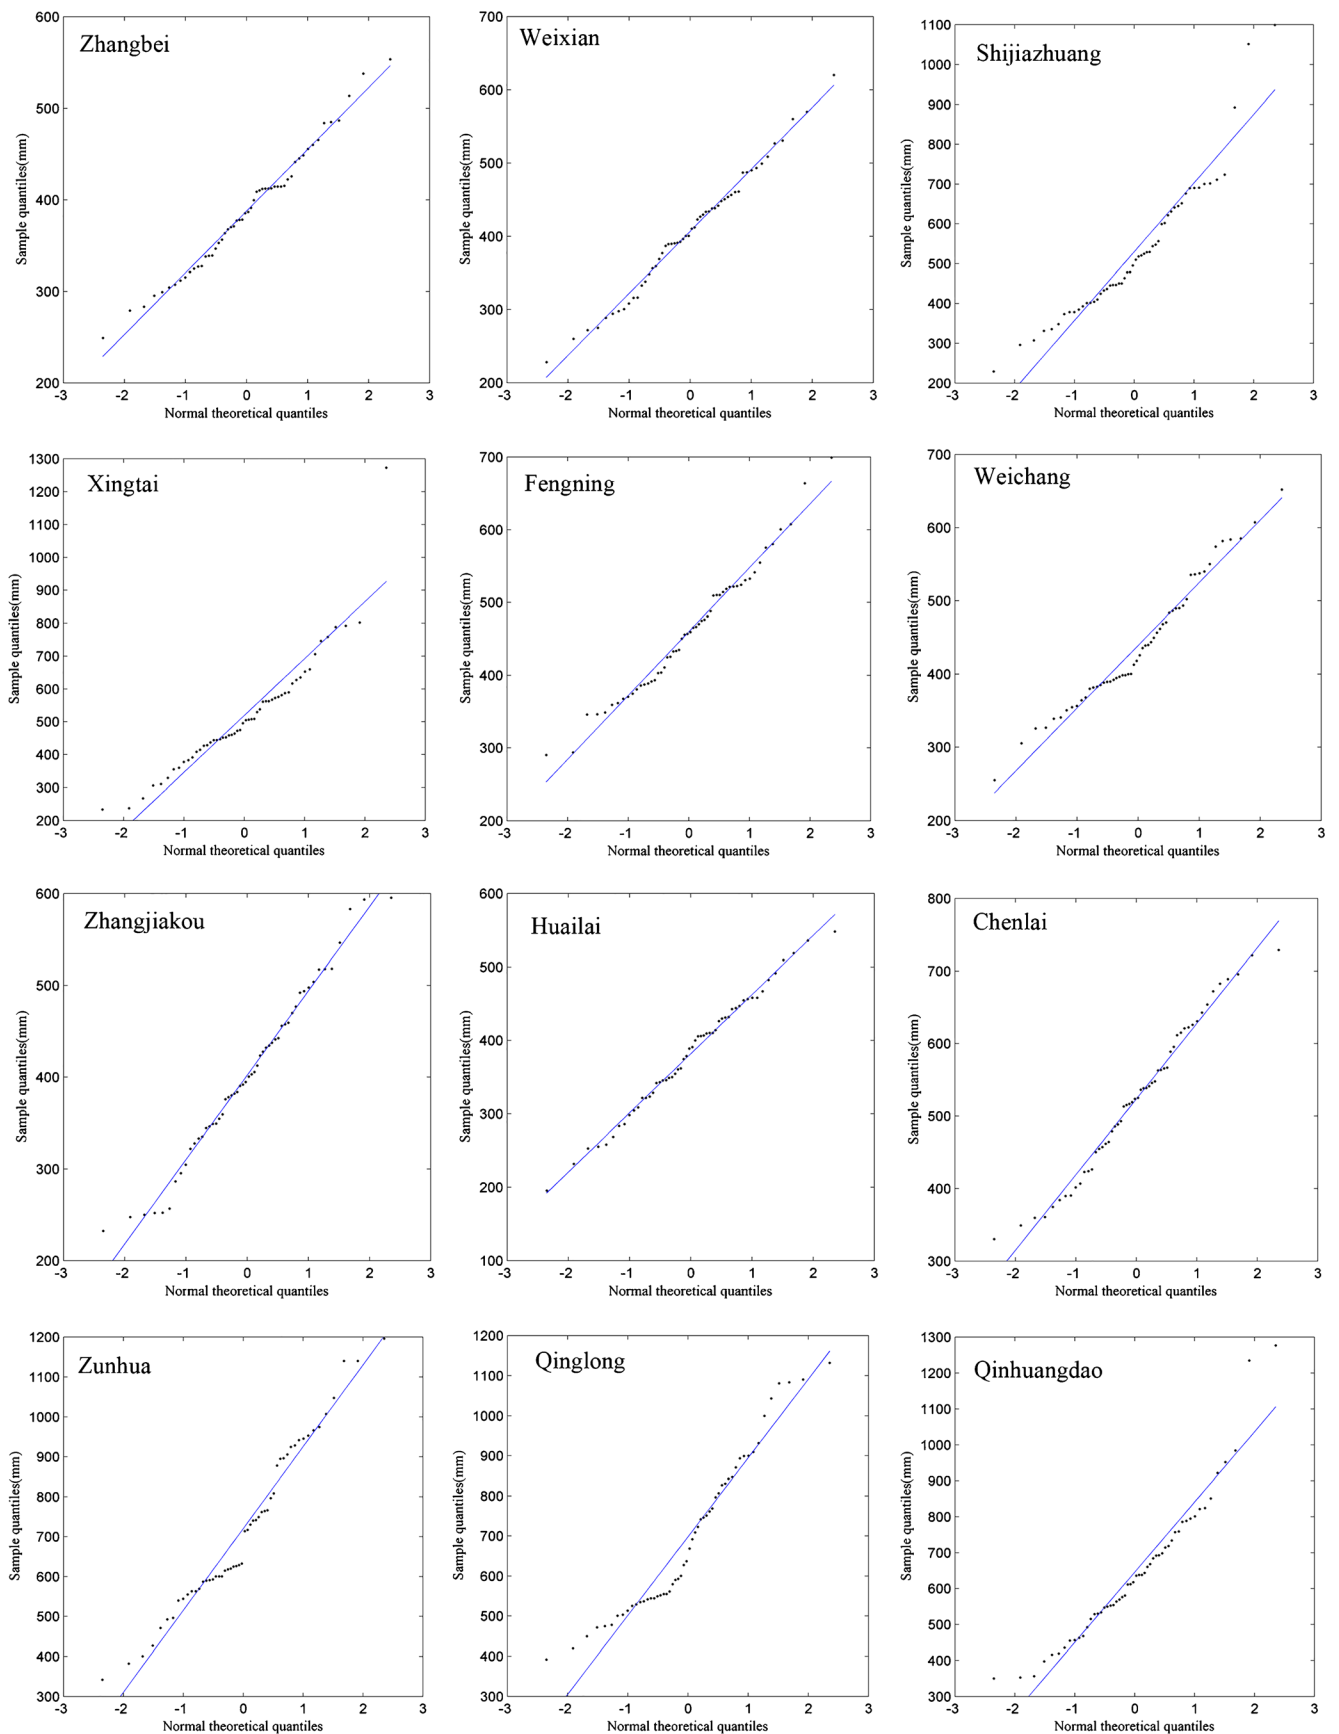 Zhangbei
600
500
400
300
200
-3 -2 -1 0 1 2 3
Sample quantiles(mm)
Normal theoretical quantiles
Weixian
700
600
500
400
300
200
-3 -2 -1 0 1 2 3
Sample quantiles(mm)
Normal theoretical quantiles
Shijiazhuang
1100
1000
900
800
700
600
500
400
300
200
-3 -2 -1 0 1 2 3
Sample quantiles(mm)
Normal theoretical quantiles
Xingtai
1300
1200
1100
1000
900
800
700
600
500
400
300
200
-3 -2 -1 0 1 2 3
Sample quantiles(mm)
Normal theoretical quantiles
Fengning
700
600
500
400
300
200
-3 -2 -1 0 1 2 3
Sample quantiles(mm)
Normal theoretical quantiles
Weichang
700
600
500
400
300
200
-3 -2 -1 0 1 2 3
Sample quantiles(mm)
Normal theoretical quantiles
Zhangjiakou
600
500
400
300
200
-3 -2 -1 0 1 2 3
Sample quantiles(mm)
Normal theoretical quantiles
Huailai
600
500
400
300
200
100
-3 -2 -1 0 1 2 3
Sample quantiles(mm)
Normal theoretical quantiles
Chenlai
800
700
600
500
400
300
-3 -2 -1 0 1 2 3
Sample quantiles(mm)
Normal theoretical quantiles
Zunhua
1200
1100
1000
900
800
700
600
500
400
300
-3 -2 -1 0 1 2 3
Sample quantiles(mm)
Normal theoretical quantiles
Qinglong
1200
1100
1000
900
800
700
600
500
400
300
-3 -2 -1 0 1 2 3
Sample quantiles(mm)
Normal theoretical quantiles
Qinhuangdao
1300
1200
1100
1000
900
800
700
600
500
400
300
-3 -2 -1 0 1 2 3
Sample quantiles(mm)
Normal theoretical quantiles